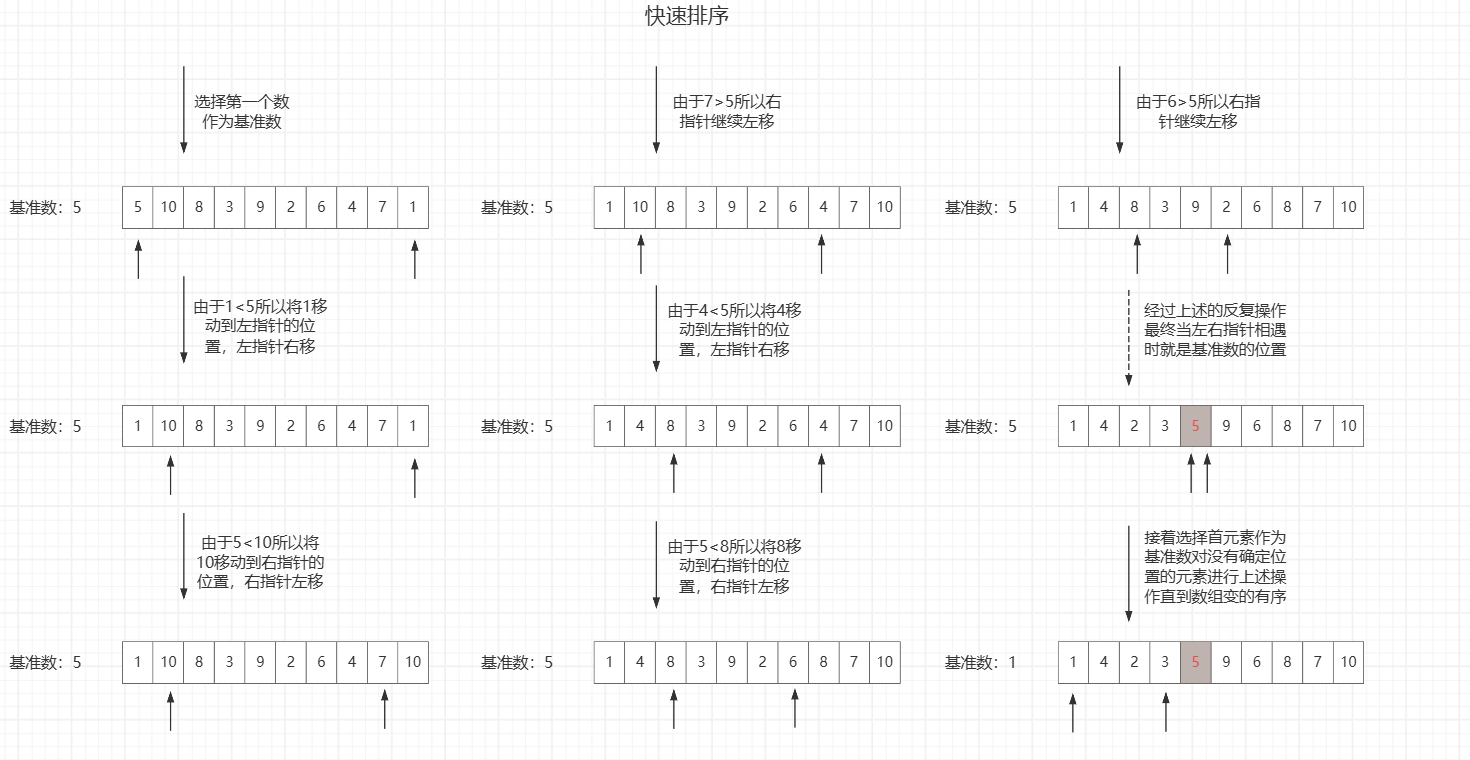 快速排序
选择第一个数
作为基准数
基准数：5
5 10 8 3 9 2 6 4 7 1
由于1<5所以将1移
动到左指针的位
置，左指针右移
基准数：5
1 10 8 3 9 2 6 4 7 1
由于5<10所以将
10移动到右指针的
位置，右指针左移
基准数：5
1 10 8 3 9 2 6 4 7 10
由于7>5所以右
指针继续左移
基准数：5
1 10 8 3 9 2 6 4 7 10
由于4<5所以将4移
动到左指针的位
置，左指针右移
基准数：5
1 4 8 3 9 2 6 4 7 10
由于5<8所以将8移
动到右指针的位
置，右指针左移
基准数：5
1 4 8 3 9 2 6 8 7 10
由于6>5所以右指
针继续左移
基准数：5
1 4 8 3 9 2 6 8 7 10
经过上述的反复操作
最终当左右指针相遇
时就是基准数的位置
基准数：5
1 4 2 3 5 9 6 8 7 10
接着选择首元素作为
基准数对没有确定位
置的元素进行上述操
作直到数组变的有序
基准数：1
1 4 2 3 5 9 6 8 7 10